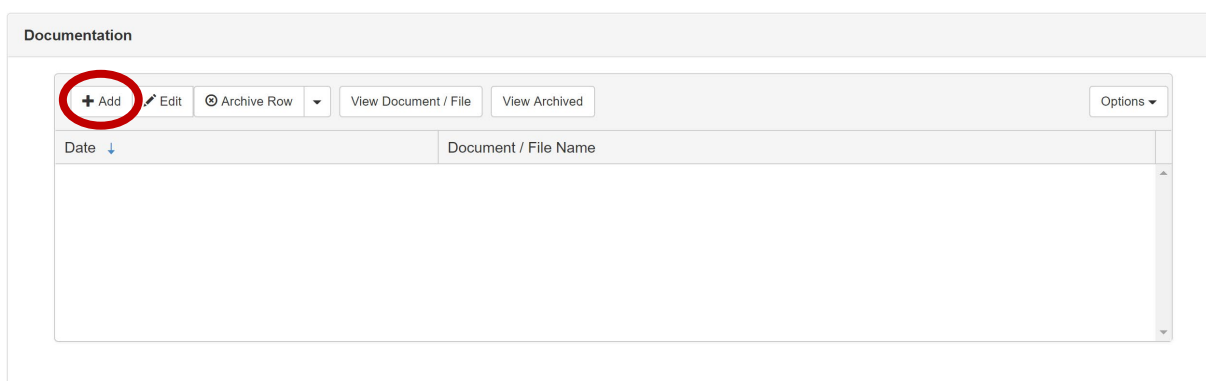 Documentation
Add Edit Archive Row View Document / File View Archived Options
Date Document / File Name